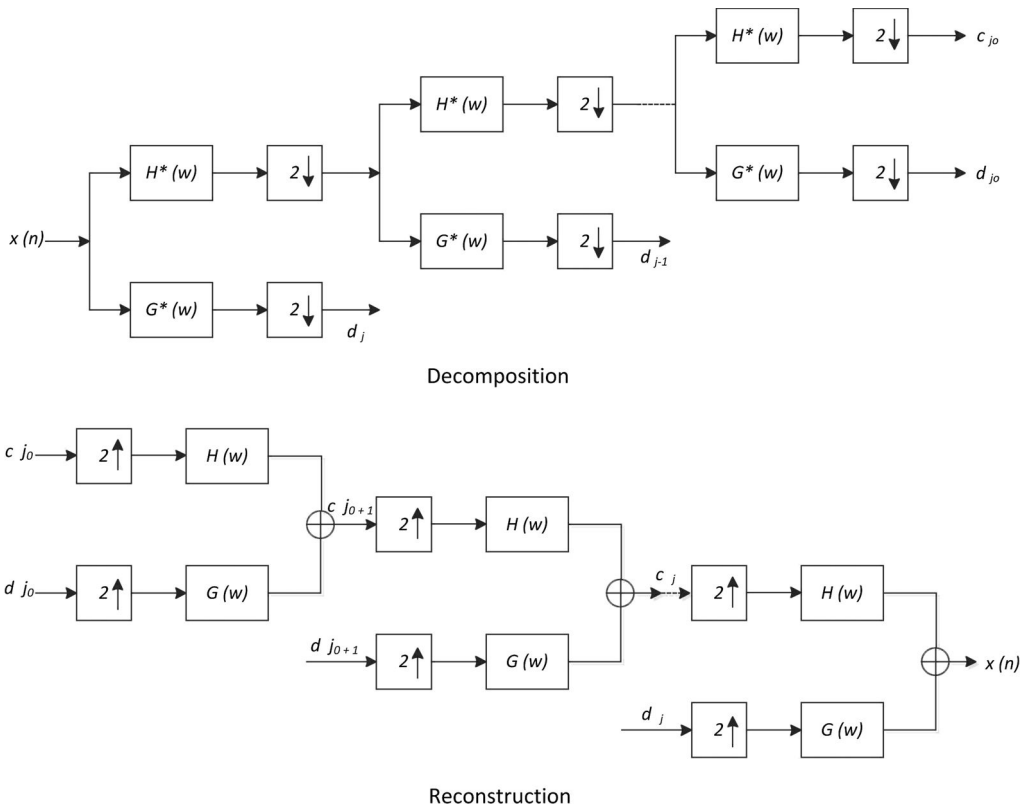 H* (w) 2 c jo
H* (w) 2
H* (w) 2 G* (w) 2 d jo
x (n) G* (w) 2
d j-1
G* (w) 2
d j
Decomposition
c j0 2 H (w)
c j0 + 1 2 H (w)
d j0 2 G (w) c j 2 H (w)
d j0 + 1 2 G (w) x (n)
d j 2 G (w)
Reconstruction